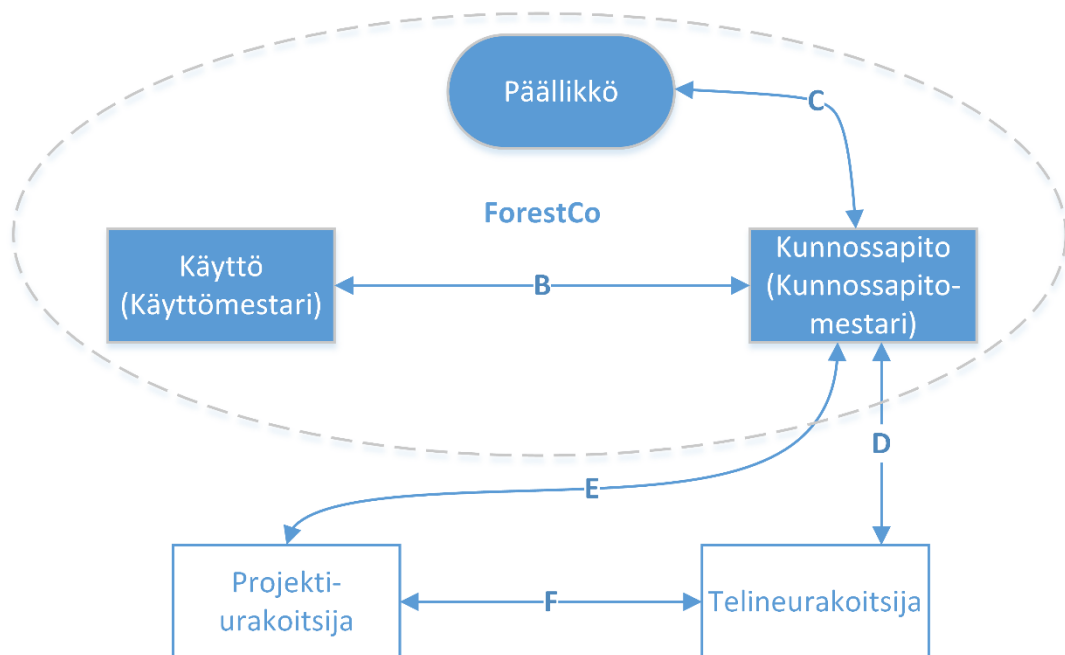 Päällikkö
C
ForestCo
Käyttö
(Käyttömestari)
B
Kunnossapito
(Kunnossapito-
mestari)
D
E
Projekti-
urakoitsija
F
Telineurakoitsija